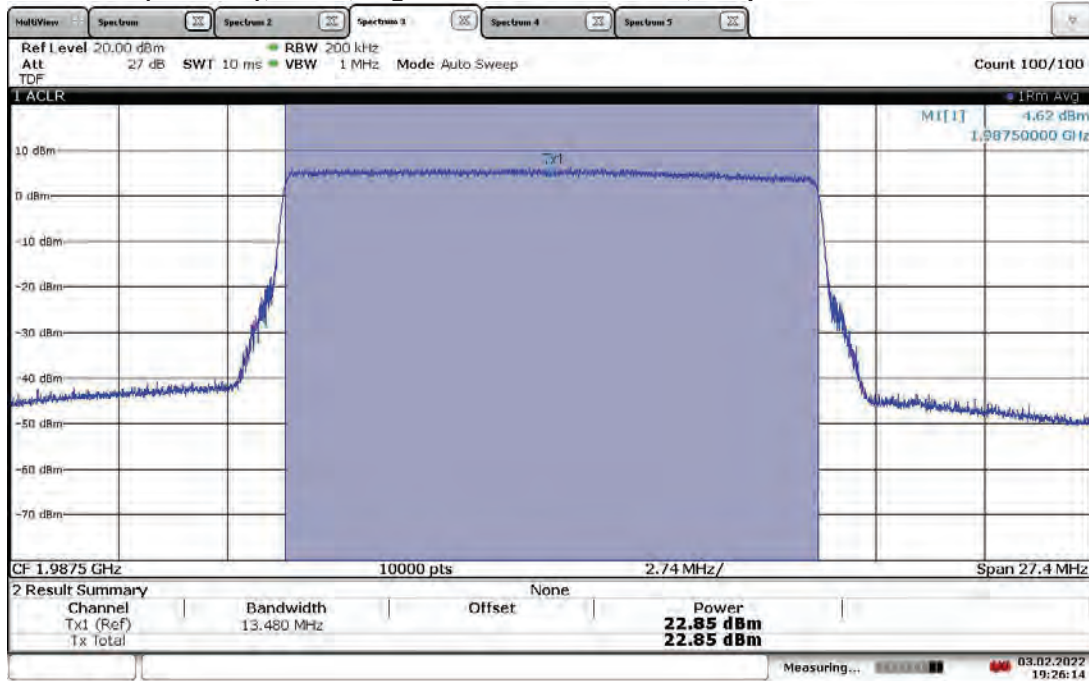 MultiView Spectrum Spectrum 2 Spectrum 3 Spectrum 4 Spectrum 5
Ref Level 20.00 dBm RBW 200 kHz
Att 27 dB SWT 10 ms VBW 1 MHz Mode Auto Sweep Count 100/100
TDF
1 ACLR 1Rm Avg
M1[1] 4.62 dBm
1.98750000 GHz
10 dBm
Tx1
0 dBm
-10 dBm
-20 dBm
-30 dBm
-40 dBm
-50 dBm
-60 dBm
-70 dBm
CF 1.9875 GHz 10000 pts 2.74 MHz/ Span 27.4 MHz
2 Result Summary None
Channel Bandwidth Offset Power
Tx1 (Ref) 13.480 MHz 22.85 dBm
Tx Total 22.85 dBm
Measuring... 03.02.2022
19:26:14